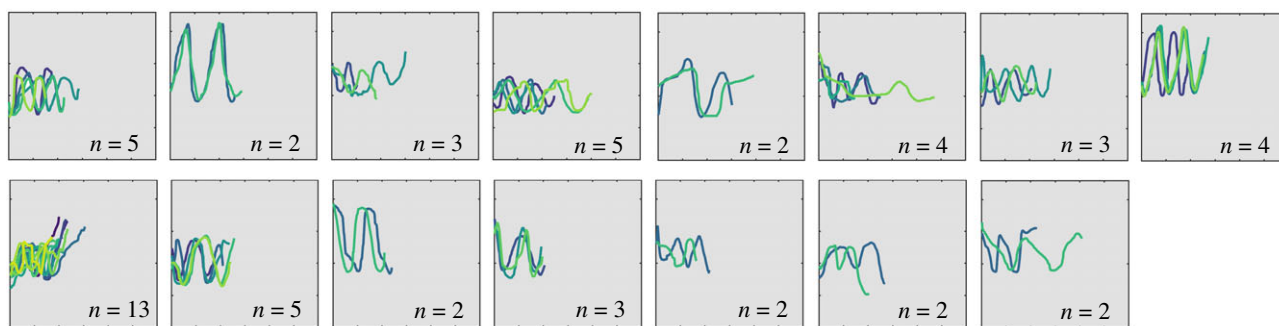 n = 5
n = 2
n = 3
n = 5
n = 2
n = 4
n = 3
n = 4
n = 13
n = 5
n = 2
n = 3
n = 2
n = 2
n = 2